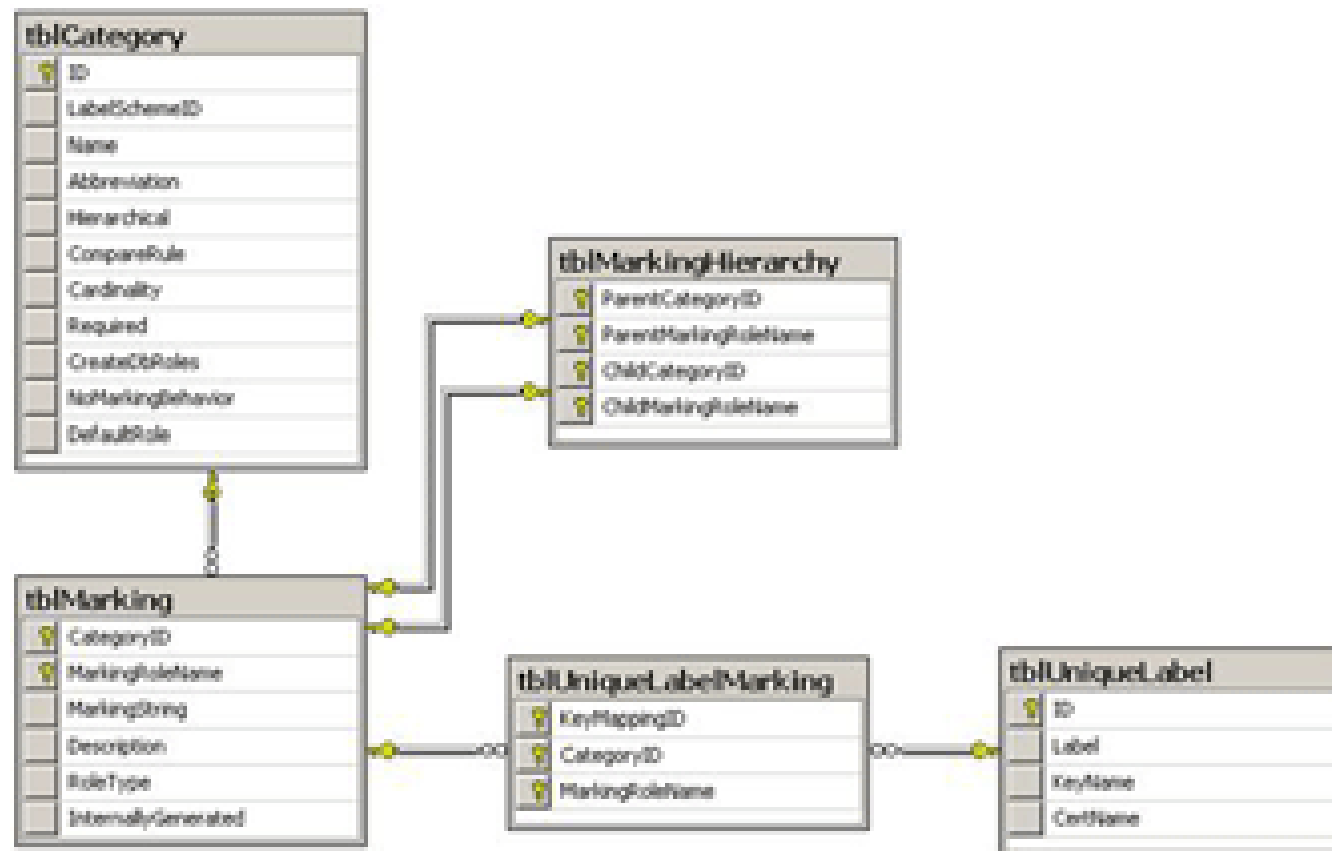 tblCategory
ID
LabelSchemeID
Name
Abbreviation
Hierarchical
CompareRule
Cardinality
Required
CreateDbRoles
NoMarkingBehavior
DefaultRole
tblMarkingHierarchy
ParentCategoryID
ParentMarkingRoleName
ChildCategoryID
ChildMarkingRoleName
tblMarking
CategoryID
MarkingRoleName
MarkingString
Description
RoleType
InternallyGenerated
tblUniqueLabelMarking
KeyMappingID
CategoryID
MarkingRoleName
tblUniqueLabel
ID
Label
KeyName
CertName